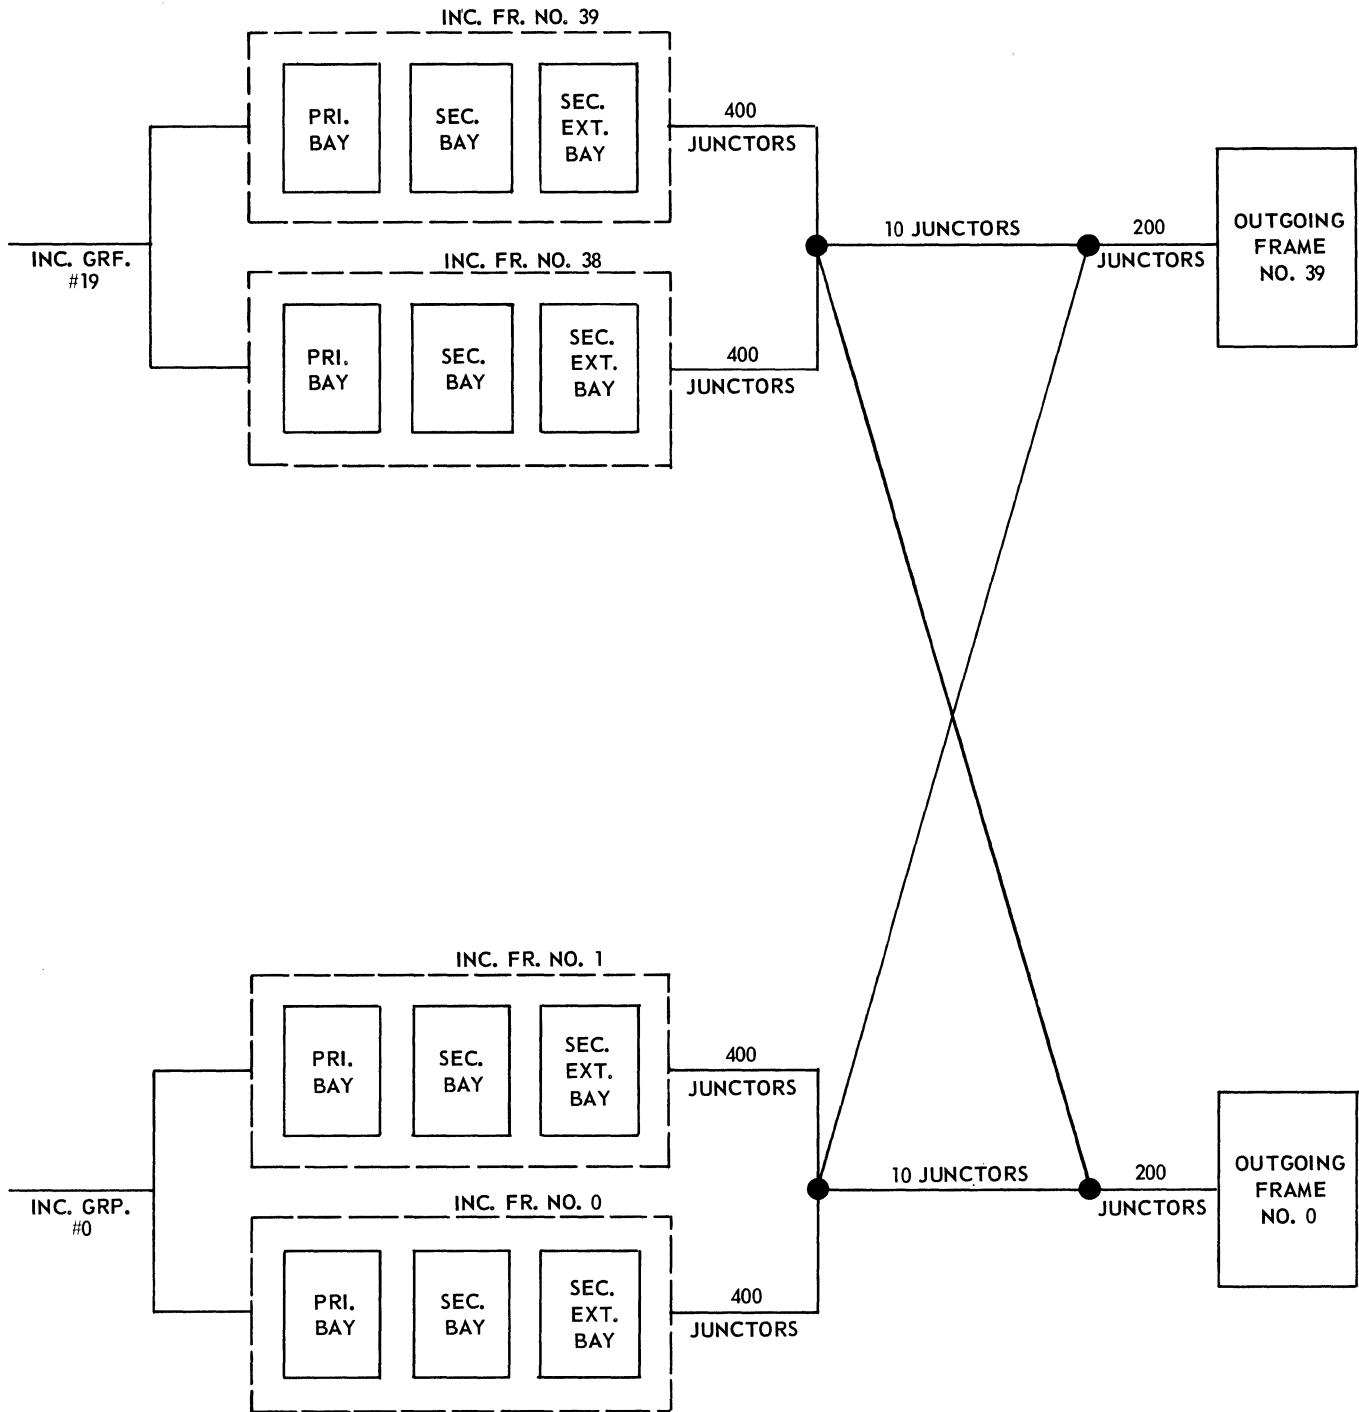 INC. FR. NO. 39
PRI.
BAY
SEC.
BAY
SEC.
EXT.
BAY
400
JUNCTORS
INC. GRF.
#19
INC. FR. NO. 38
PRI.
BAY
SEC.
BAY
SEC.
EXT.
BAY
400
JUNCTORS
10 JUNCTORS
200
JUNCTORS
OUTGOING
FRAME
NO. 39
INC. FR. NO. 1
PRI.
BAY
SEC.
BAY
SEC.
EXT.
BAY
400
JUNCTORS
INC. GRP.
#0
INC. FR. NO. 0
PRI.
BAY
SEC.
BAY
SEC.
EXT.
BAY
400
JUNCTORS
10 JUNCTORS
200
JUNCTORS
OUTGOING
FRAME
NO. 0